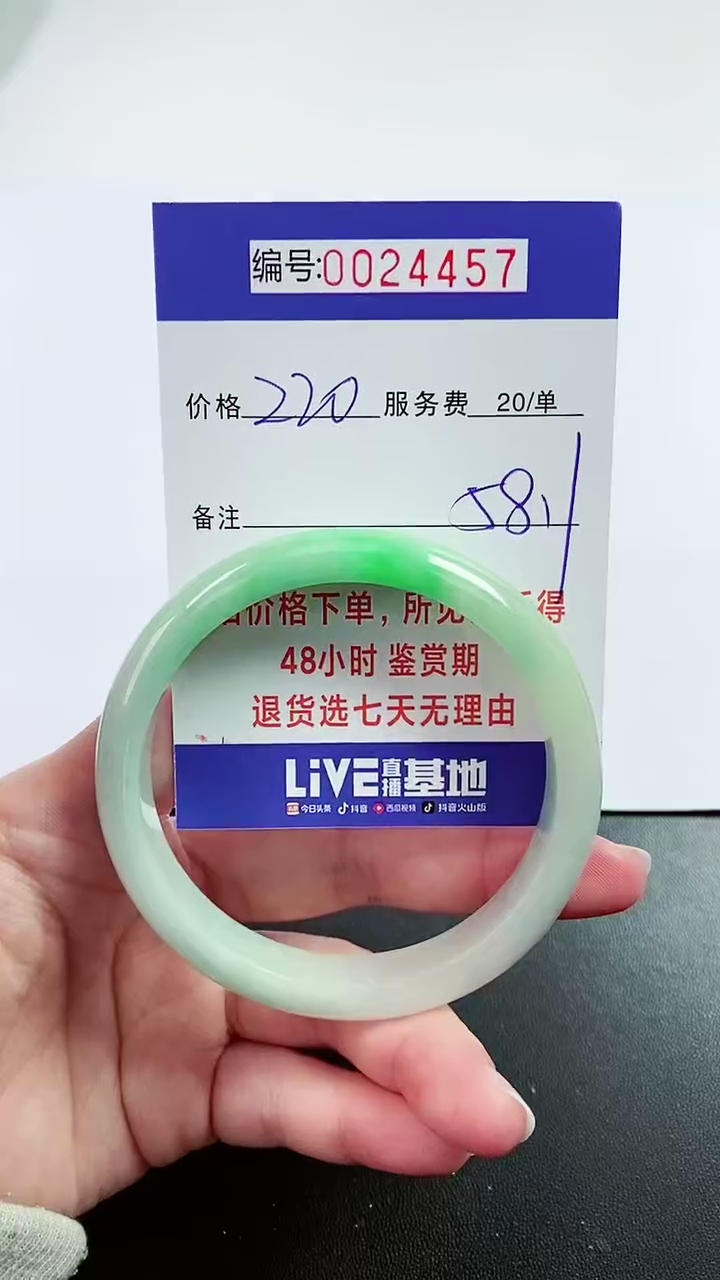 编号:0024457
价格 220 服务费 20/单
备注 58.1
价格下单，所见 得
48小时 鉴赏期
退货选七天无理由
LiVE直播基地
今日头条 抖音 西瓜视频 抖音火山版